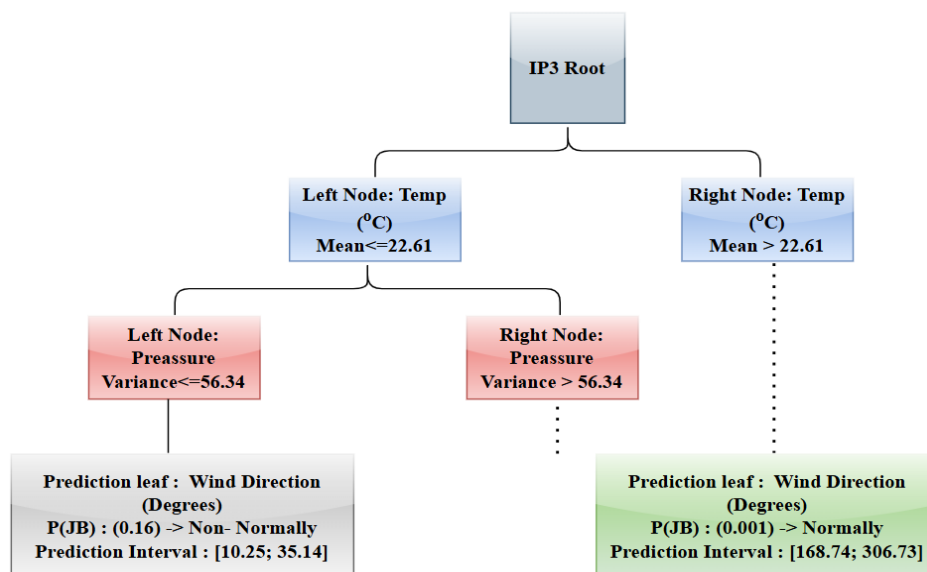 IP3 Root
Left Node: Temp
(°C)
Mean<=22.61
Right Node: Temp
(°C)
Mean > 22.61
Left Node:
Preassure
Variance<=56.34
Right Node:
Preassure
Variance > 56.34
Prediction leaf :  Wind Direction
(Degrees)
P(JB) : (0.16) -> Non- Normally
Prediction Interval : [10.25; 35.14]
Prediction leaf :  Wind Direction
(Degrees)
P(JB) : (0.001) -> Normally
Prediction Interval : [168.74; 306.73]